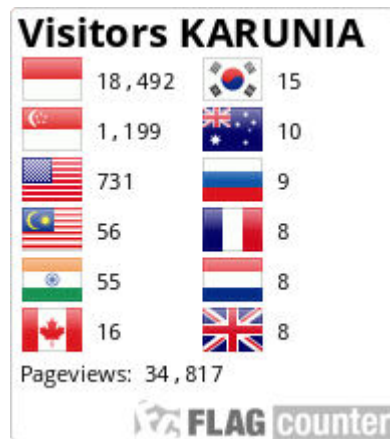 Visitors KARUNIA
18,492 15
1,199 10
731 9
56 8
55 8
16 8
Pageviews: 34,817
FLAG counter